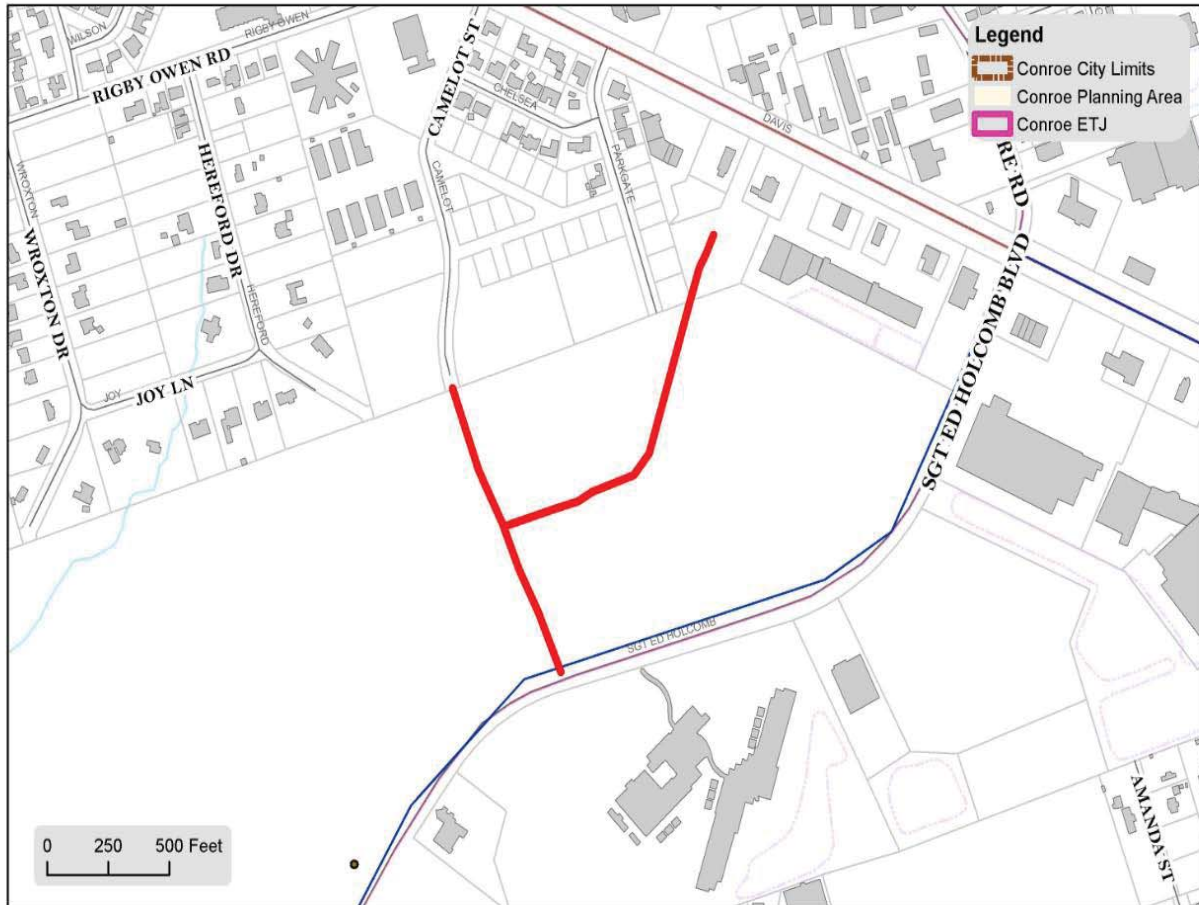 WILSON
RIGBY OWEN
RIGBY OWEN RD
CAMELOT ST
CHELSEA
DAVIS
Legend
Conroe City Limits
Conroe Planning Area
Conroe ETJ
RE RD
WROXTON
WROXTON DR
HEREFORD DR
HEREFORD
CAMELOT
PARKGATE
JOY
JOY LN
SGT ED HOLCOMB BLVD
SGT ED HOLCOMB
AMANDA ST
0 250 500 Feet